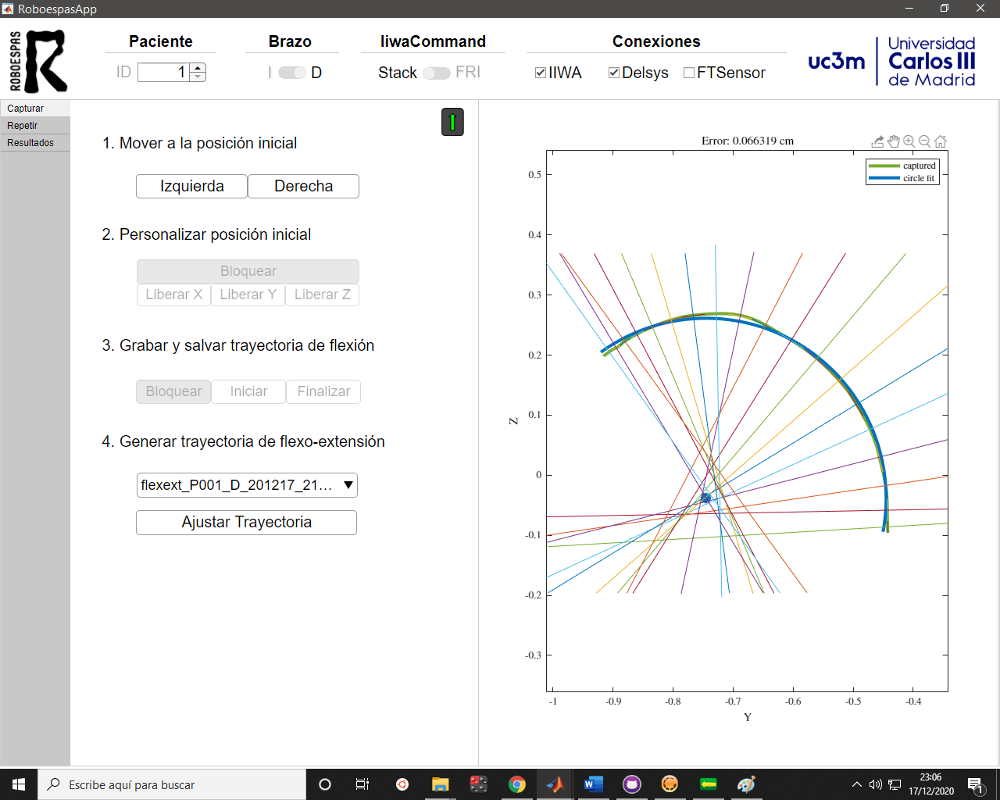 RoboespasApp
ROBOESPAS
Paciente
Brazo
IiwaCommand
Conexiones
ID 1
I D
Stack FRI
IIWA
Delsys
FTSensor
uc3m
Universidad
Carlos III
de Madrid
Capturar
Repetir
Resultados
1. Mover a la posición inicial
Izquierda
Derecha
2. Personalizar posición inicial
Bloquear
Liberar X
Liberar Y
Liberar Z
3. Grabar y salvar trayectoria de flexión
Bloquear
Iniciar
Finalizar
4. Generar trayectoria de flexo-extensión
flexext_P001_D_201217_21...
Ajustar Trayectoria
Error: 0.066319 cm
captured
circle fit
0.5
0.4
0.3
0.2
0.1
0
-0.1
-0.2
-0.3
Z
-1 -0.9 -0.8 -0.7 -0.6 -0.5 -0.4
Y
Escribe aquí para buscar
23:06
17/12/2020
1